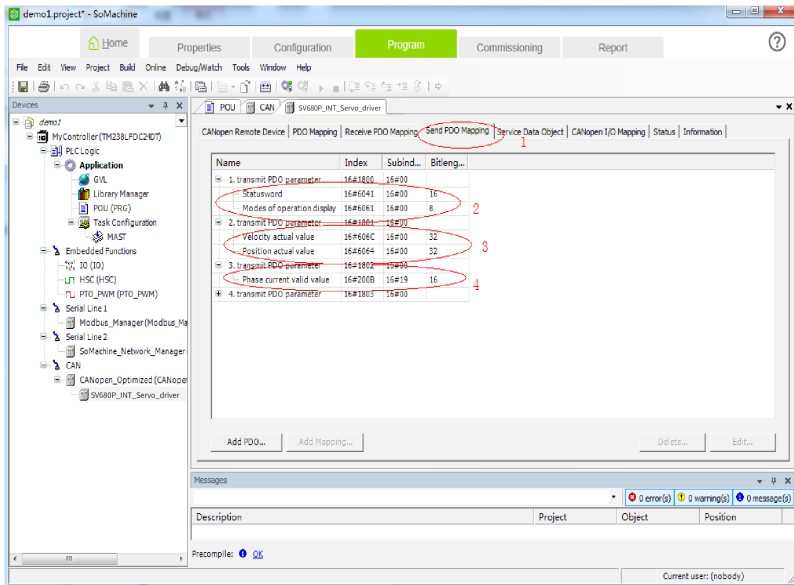 demo1.project* - SoMachine
Home
Properties
Configuration
Program
Commissioning
Report
?
File Edit View Project Build Online Debug/Watch Tools Window Help
Devices
POU CAN SV680P_INT_Servo_driver
demo1
MyController (TM238LFDC24DT)
PLC Logic
Application
GVL
Library Manager
POU (PRG)
Task Configuration
MAST
Embedded Functions
IO (IO)
HSC (HSC)
PTO_PWM (PTO_PWM)
Serial Line 1
Modbus_Manager (Modbus_Ma
Serial Line 2
SoMachine_Network_Manager
CAN
CANopen_Optimized (CANoper
SV680P_INT_Servo_driver
CANopen Remote Device PDO Mapping Receive PDO Mapping Send PDO Mapping Service Data Object CANopen I/O Mapping Status Information
1
Name Index Subind... Bitleng...
1. transmit PDO parameter 16#1800 16#00
Statusword 16#6041 16#00 16
Modes of operation display 16#6061 16#00 8
2
2. transmit PDO parameter 16#1801 16#00
Velocity actual value 16#606C 16#00 32
3
Position actual value 16#6064 16#00 32
3. transmit PDO parameter 16#1802 16#00
Phase current valid value 16#200B 16#19 16
4
4. transmit PDO parameter 16#1803 16#00
Add PDO... Add Mapping... Delete... Edit...
Messages
0 error(s) 0 warning(s) 0 message(s)
Description Project Object Position
Precompile: OK
Current user: (nobody)